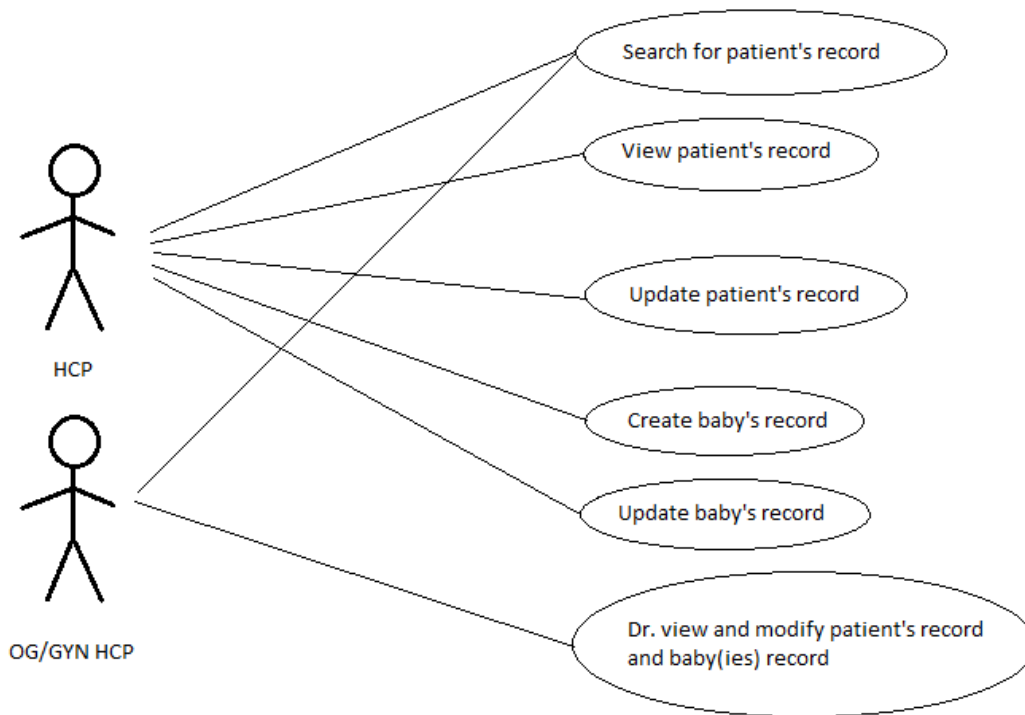 Search for patient's record
View patient's record
Update patient's record
HCP
Create baby's record
Update baby's record
OG/GYN HCP
Dr. view and modify patient's record
and baby(ies) record